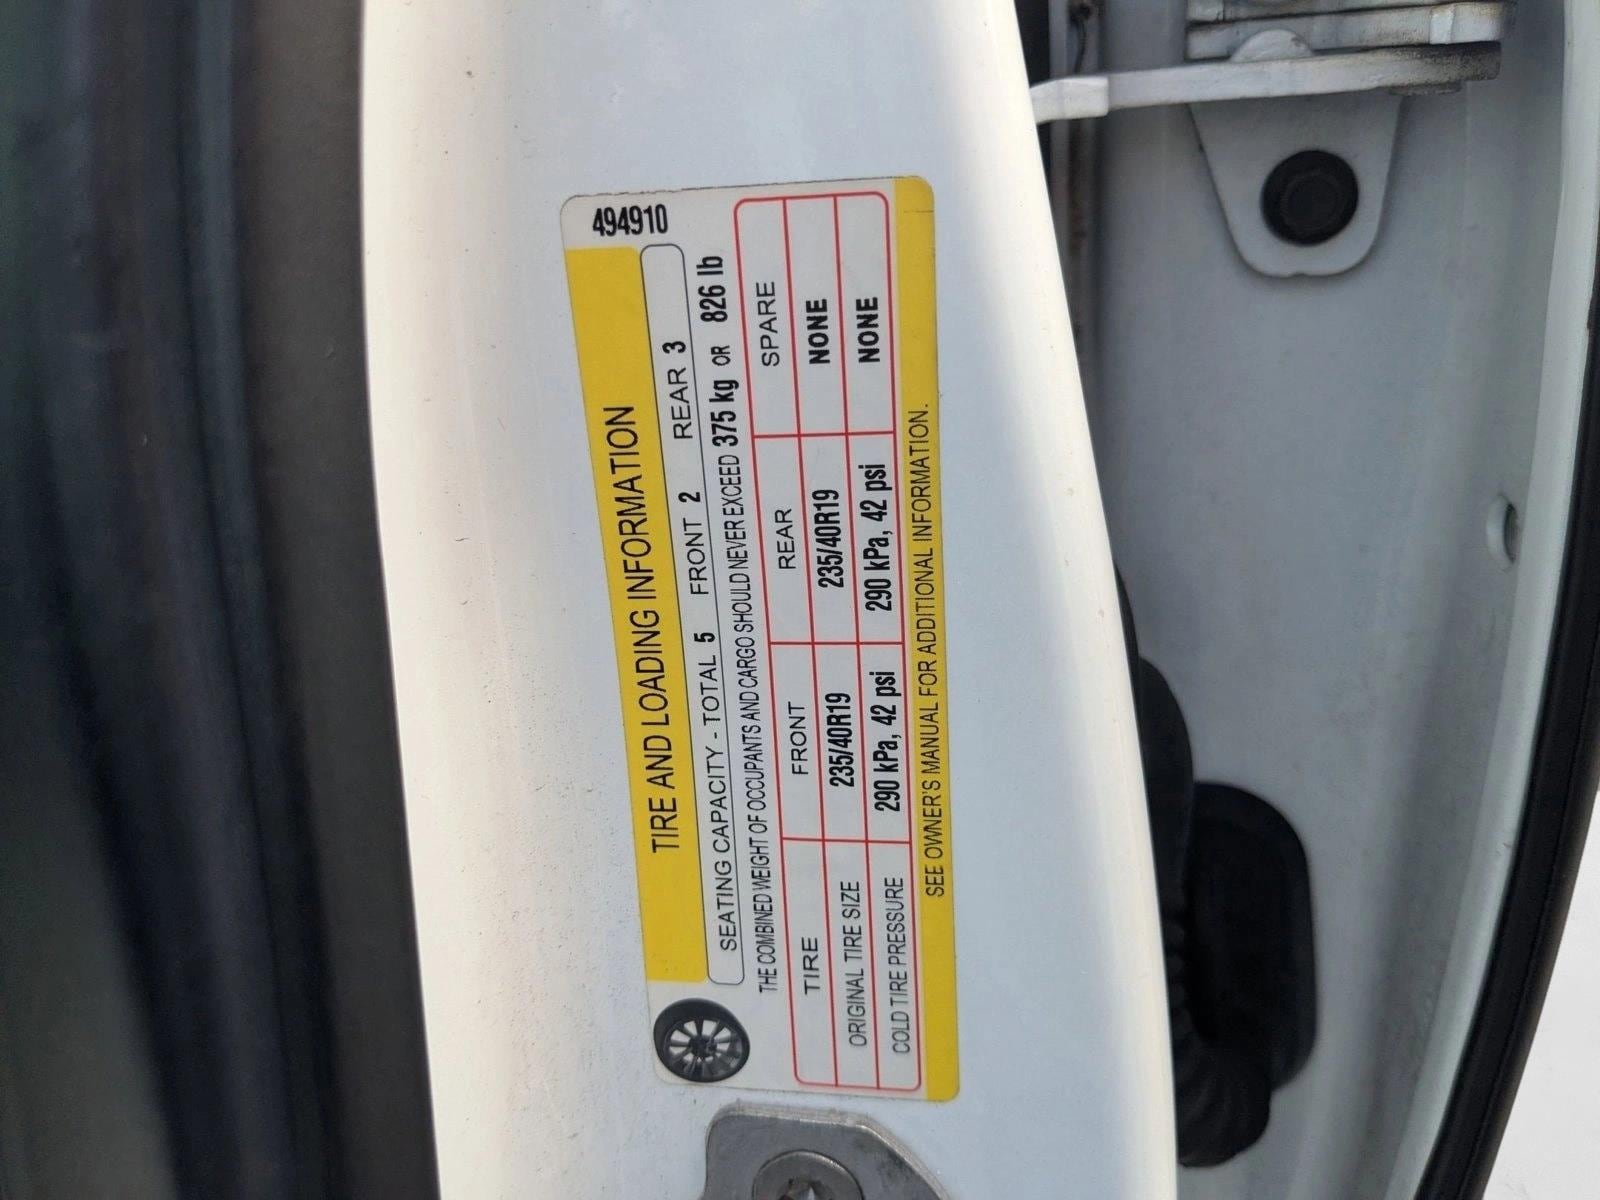 494910
TIRE AND LOADING INFORMATION
SEATING CAPACITY - TOTAL 5 FRONT 2 REAR 3
THE COMBINED WEIGHT OF OCCUPANTS AND CARGO SHOULD NEVER EXCEED 375 kg OR 826 lb
TIRE FRONT REAR SPARE
ORIGINAL TIRE SIZE 235/40R19 235/40R19 NONE
COLD TIRE PRESSURE 290 kPa, 42 psi 290 kPa, 42 psi NONE
SEE OWNER'S MANUAL FOR ADDITIONAL INFORMATION.